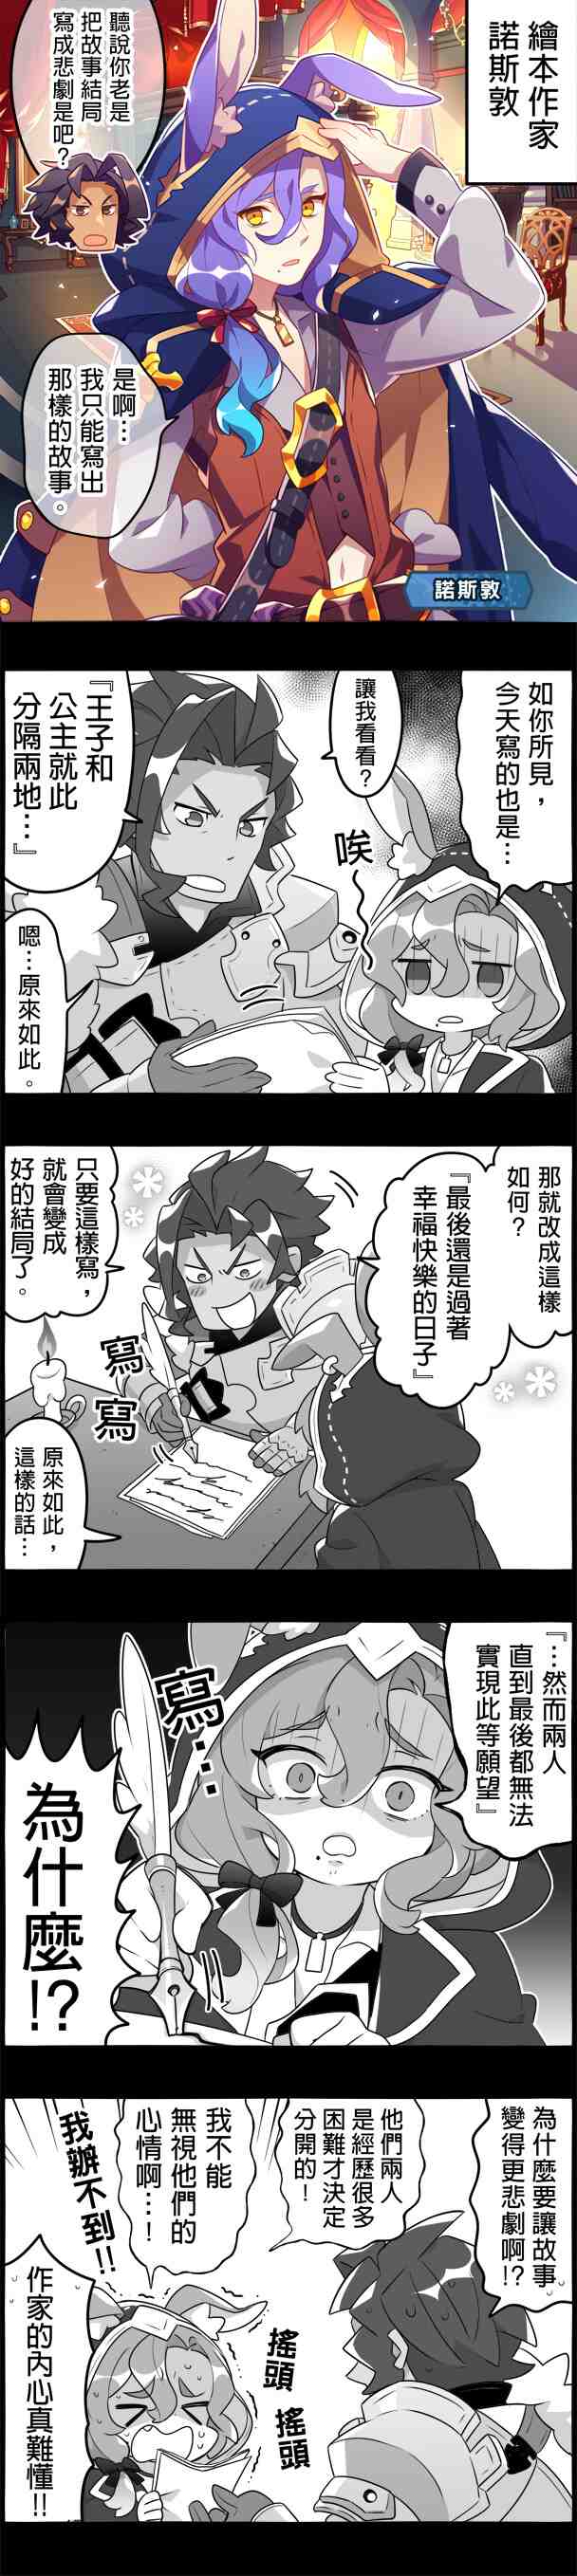 繪本作家
諾斯敦
聽說你老是
把故事結局
寫成悲劇是吧？
是啊…
我只能寫出
那樣的故事。
諾斯敦
如你所見，
今天寫的也是…
讓我看看？
唉
『王子和
公主就此
分隔兩地…』
嗯…原來如此。
那就改成這樣
如何？
『最後還是過著
幸福快樂的日子』
只要這樣寫，
就會變成
好的結局了。
寫
寫
原來如此，
這樣的話…
『…然而兩人
直到最後都無法
實現此等願望』
寫…
為什麼!?
為什麼要讓故事
變得更悲劇啊!?
他們兩人
是經歷很多
困難才決定
分開的！
我不能
無視他們的
心情啊…！
我辦不到!!
搖頭
搖頭
作家的內心真難懂!!